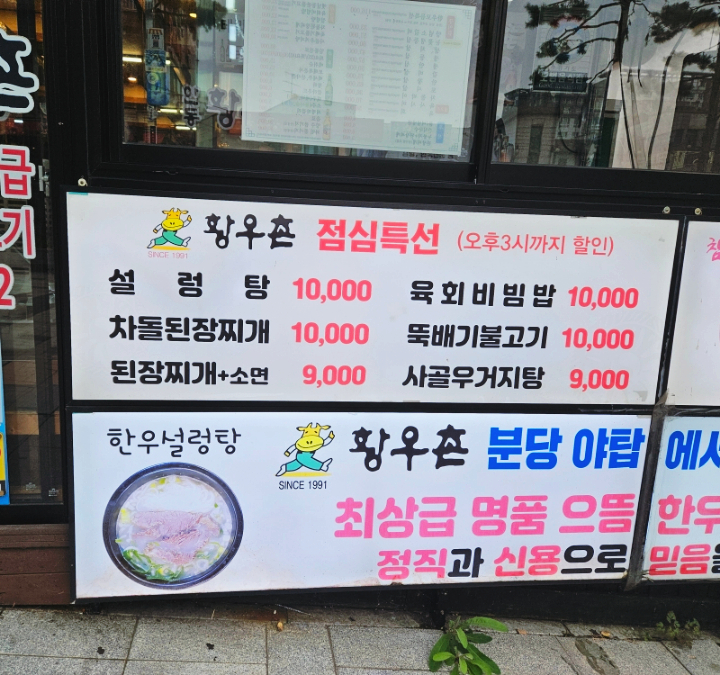 급
기
2
황우촌 점심특선 (오후3시까지 할인)
SINCE 1991
설렁탕 10,000 육회비빔밥 10,000
차돌된장찌개 10,000 뚝배기불고기 10,000
된장찌개+소면 9,000 사골우거지탕 9,000
한우설렁탕
황우촌 분당 야탑 에서
SINCE 1991
최상급 명품 으뜸 한우
정직과 신용으로 믿음을